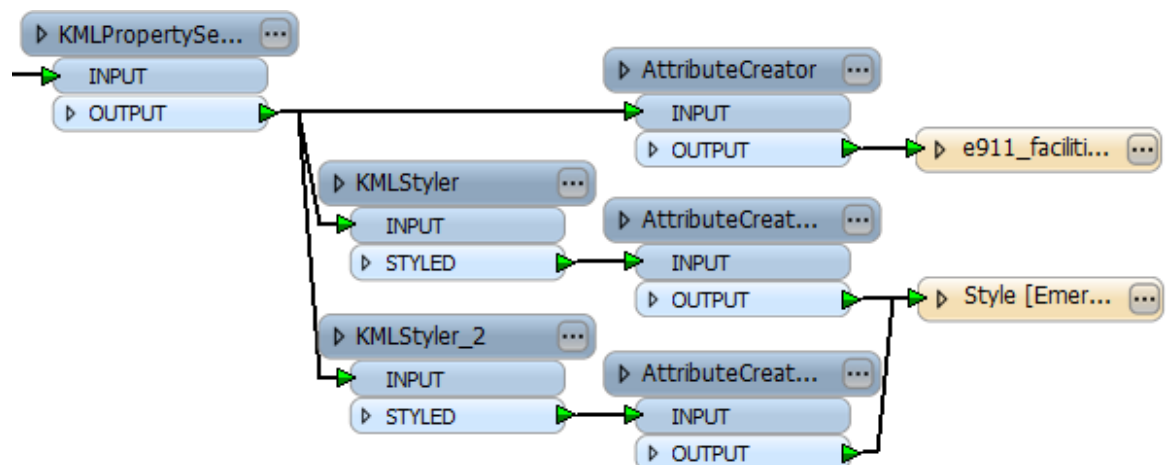 KMLPropertySe... ...
INPUT
OUTPUT
AttributeCreator ...
INPUT
OUTPUT
e911_faciliti... ...
KMLStyler ...
INPUT
STYLED
AttributeCreat... ...
INPUT
OUTPUT
Style [Emer... ...
KMLStyler_2 ...
INPUT
STYLED
AttributeCreat... ...
INPUT
OUTPUT